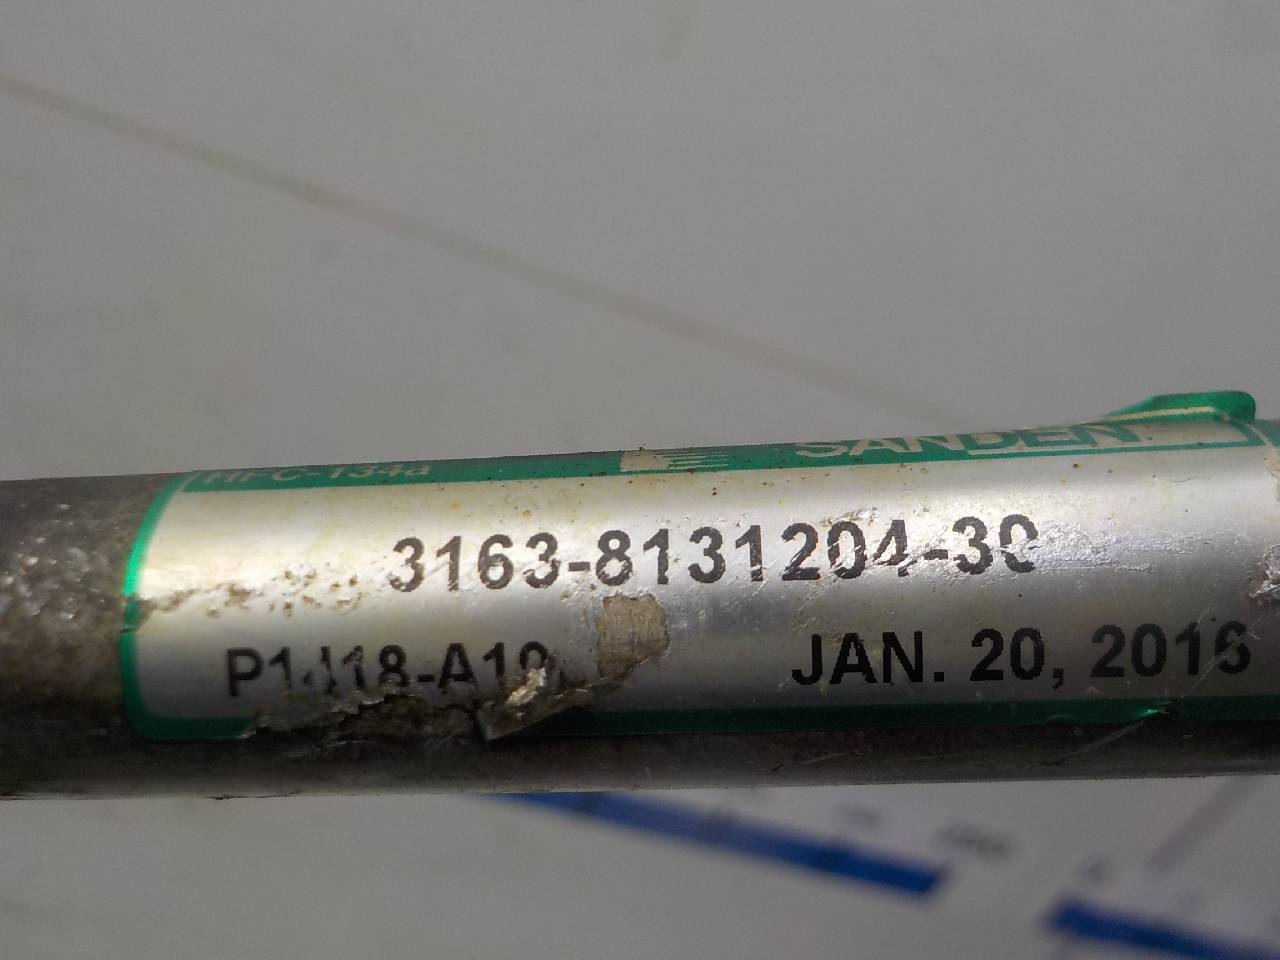 HFC-134a SANDEN
3163-8131204-30
JAN. 20, 2016